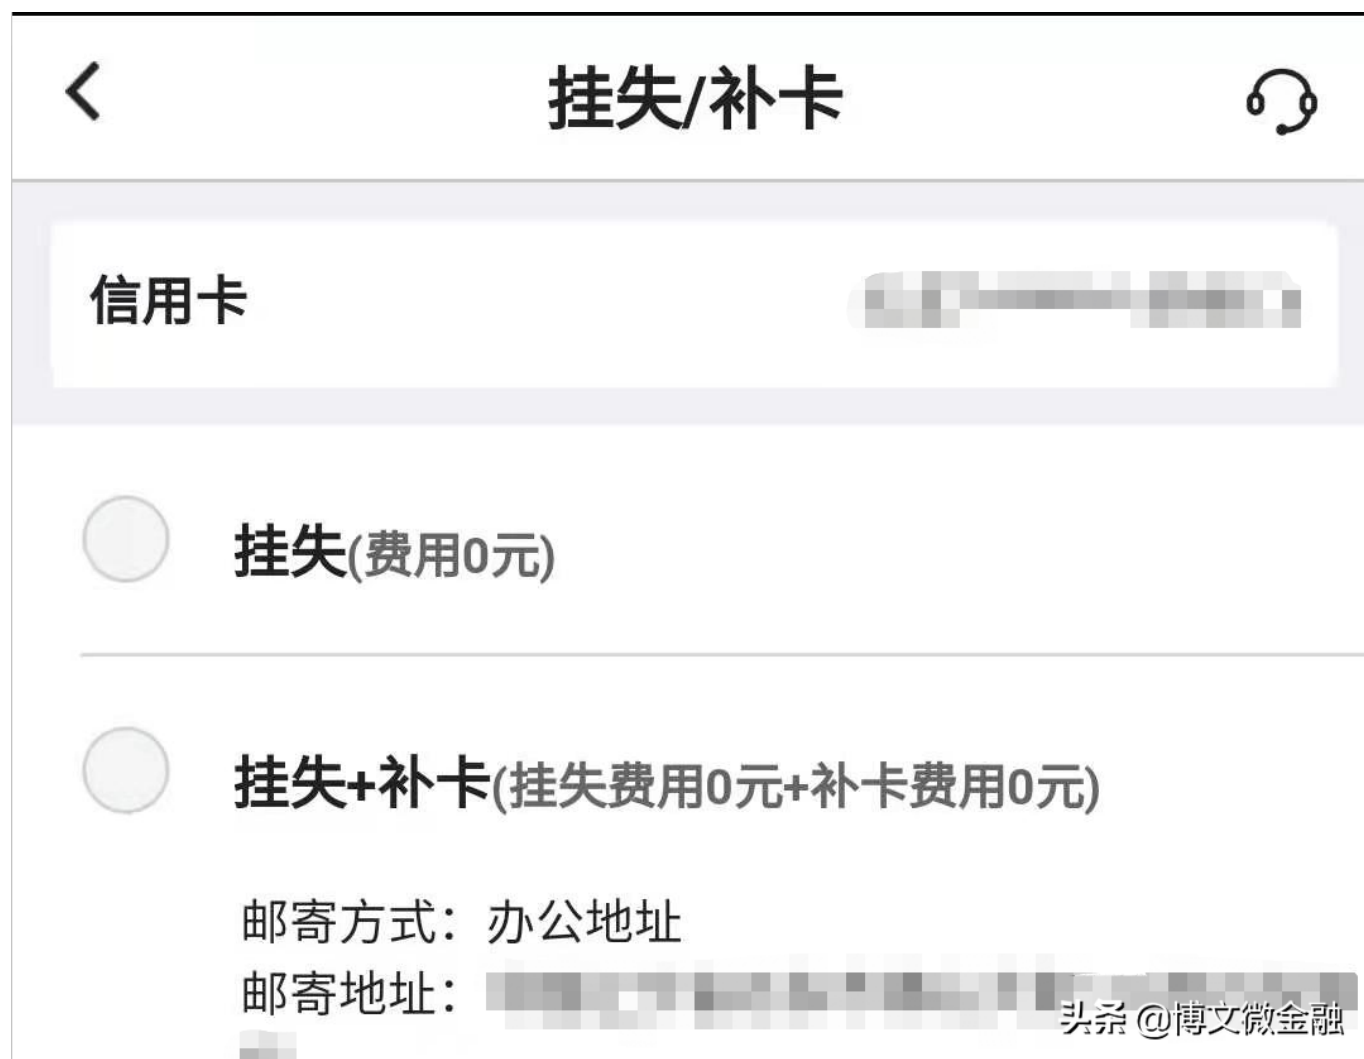 挂失/补卡
信用卡
挂失(费用0元)
挂失+补卡(挂失费用0元+补卡费用0元)
邮寄方式：办公地址
邮寄地址：
头条 @博文微金融